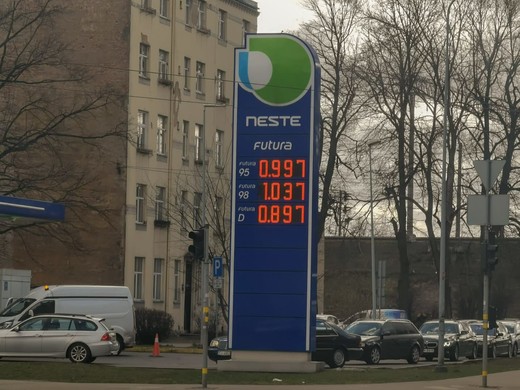 NESTE
Futura
Futura 95 0.997
Futura 98 1.037
Futura D 0.897
P